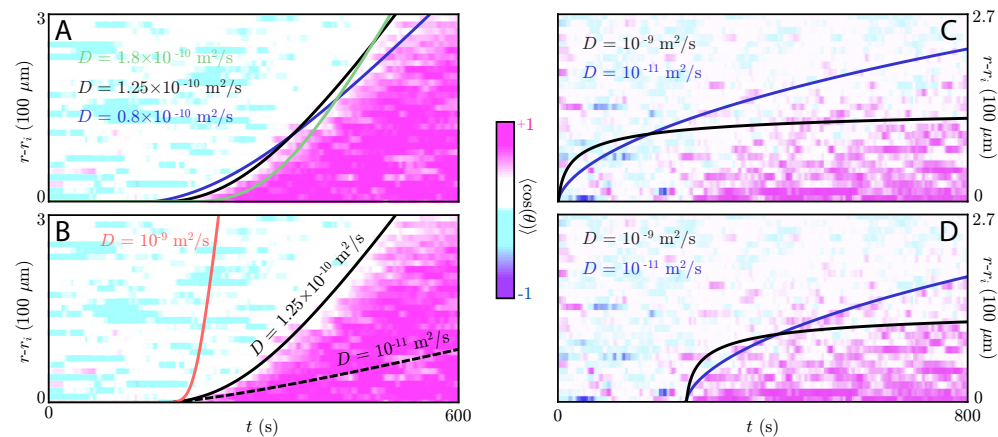 A
3
D = 1.8×10⁻¹⁰ m²/s
D = 1.25×10⁻¹⁰ m²/s
D = 0.8×10⁻¹⁰ m²/s
r-rᵢ (100 μm)
0
B
3
D = 10⁻⁹ m²/s
D = 1.25×10⁻¹⁰ m²/s
D = 10⁻¹¹ m²/s
r-rᵢ (100 μm)
0
0
t (s)
600
+1
⟨cos(θ)⟩
-1
C
2.7
D = 10⁻⁹ m²/s
D = 10⁻¹¹ m²/s
r-rᵢ (100 μm)
0
D
2.7
D = 10⁻⁹ m²/s
D = 10⁻¹¹ m²/s
r-rᵢ (100 μm)
0
0
t (s)
800